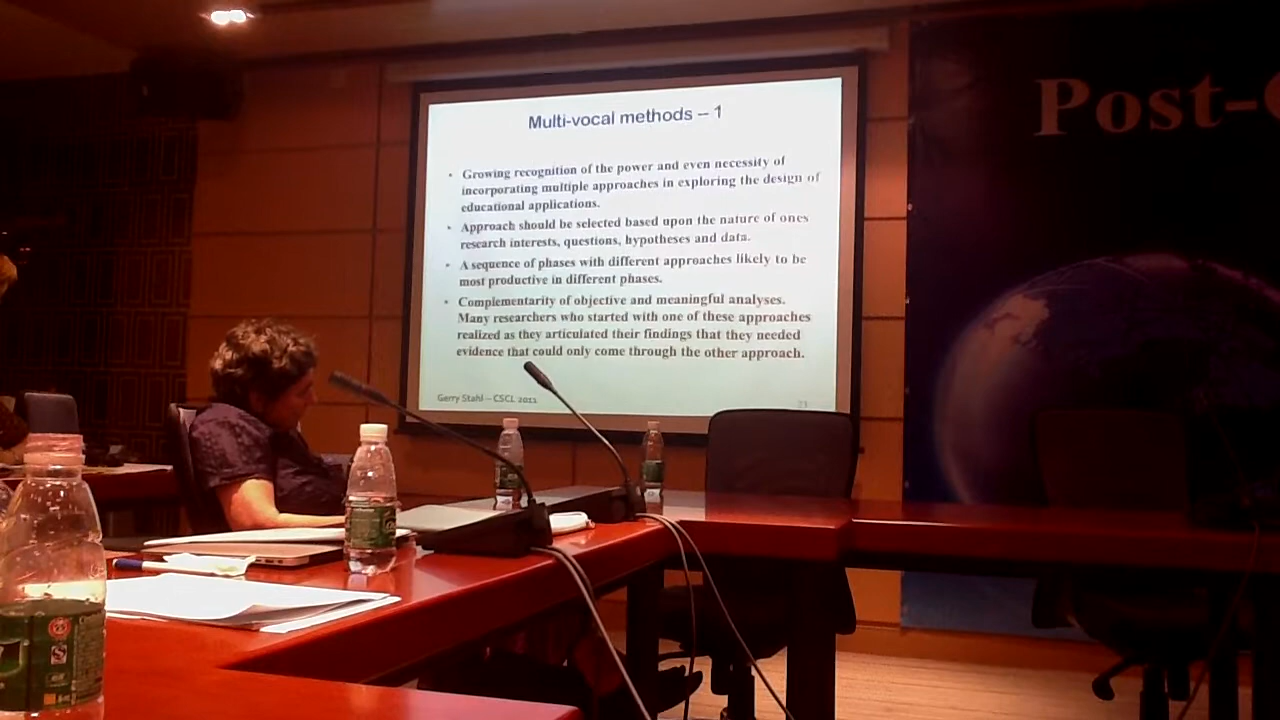 Multi-vocal methods – 1
• Growing recognition of the power and even necessity of
incorporating multiple approaches in exploring the design of
educational applications.
• Approach should be selected based upon the nature of ones
research interests, questions, hypotheses and data.
• A sequence of phases with different approaches likely to be
most productive in different phases.
• Complementarity of objective and meaningful analyses.
Many researchers who started with one of these approaches
realized as they articulated their findings that they needed
evidence that could only come through the other approach.
Gerry Stahl – CSCL 2011
Post-